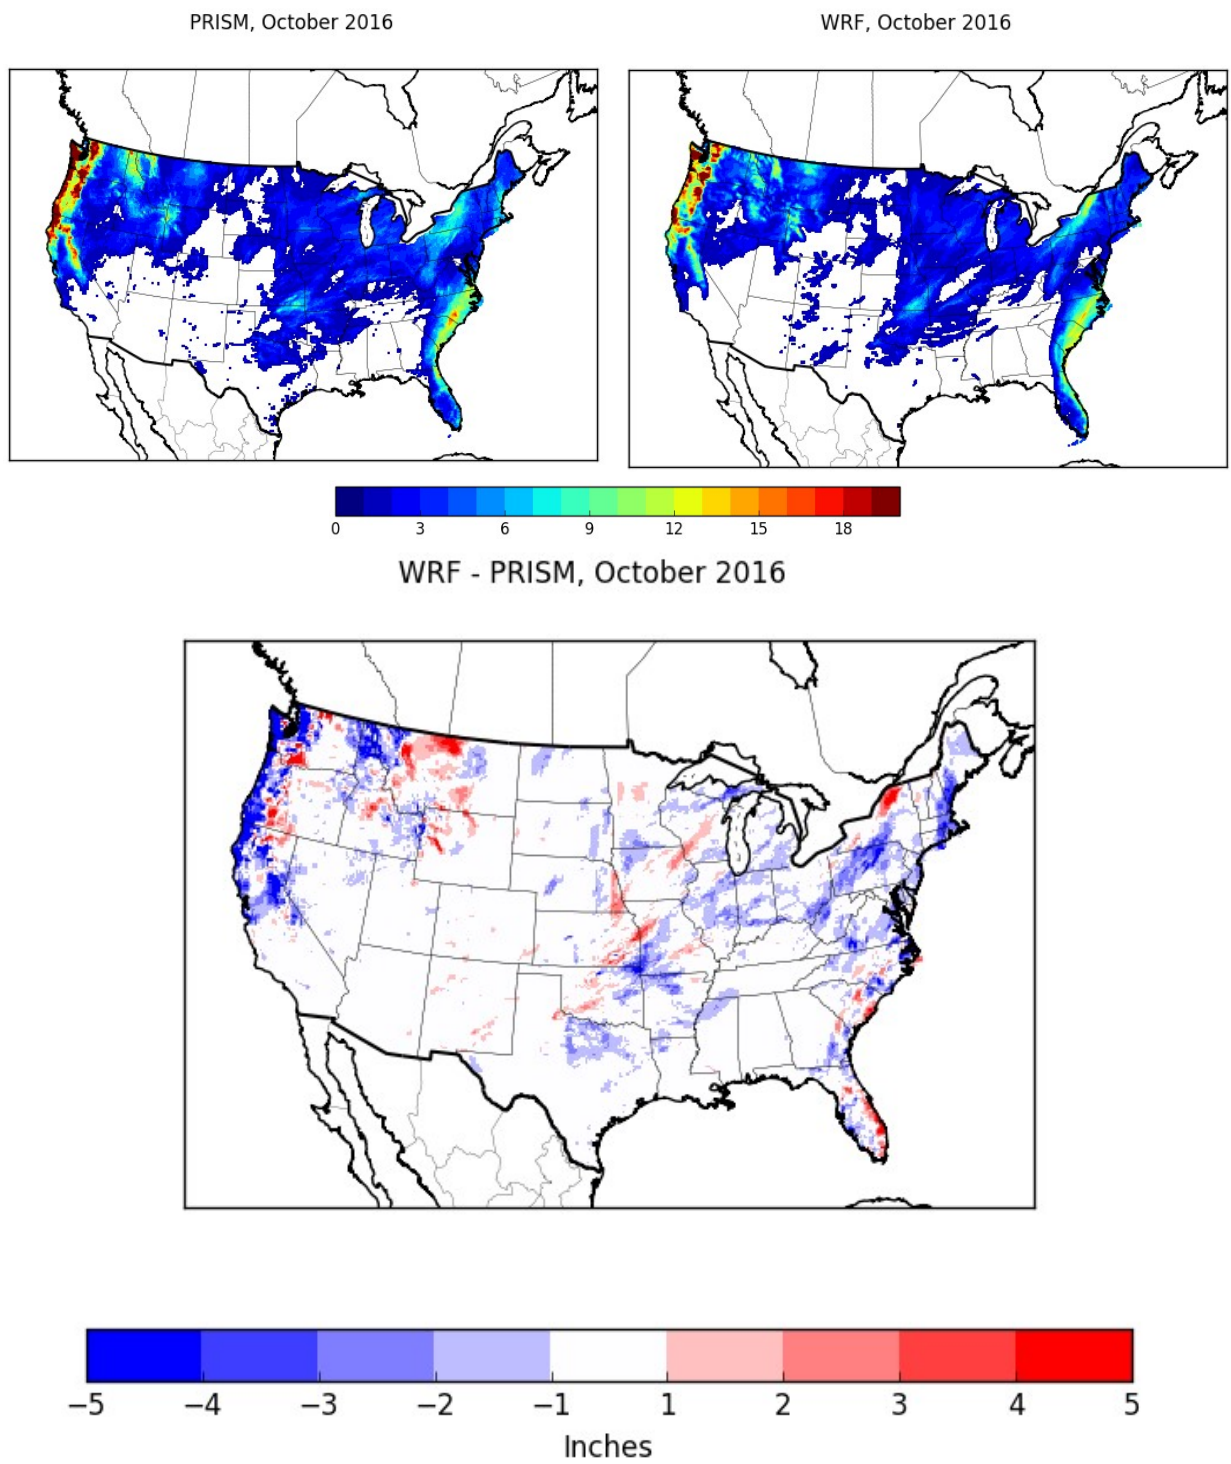 PRISM, October 2016
WRF, October 2016
0 3 6 9 12 15 18
WRF - PRISM, October 2016
−5 −4 −3 −2 −1 1 2 3 4 5
Inches